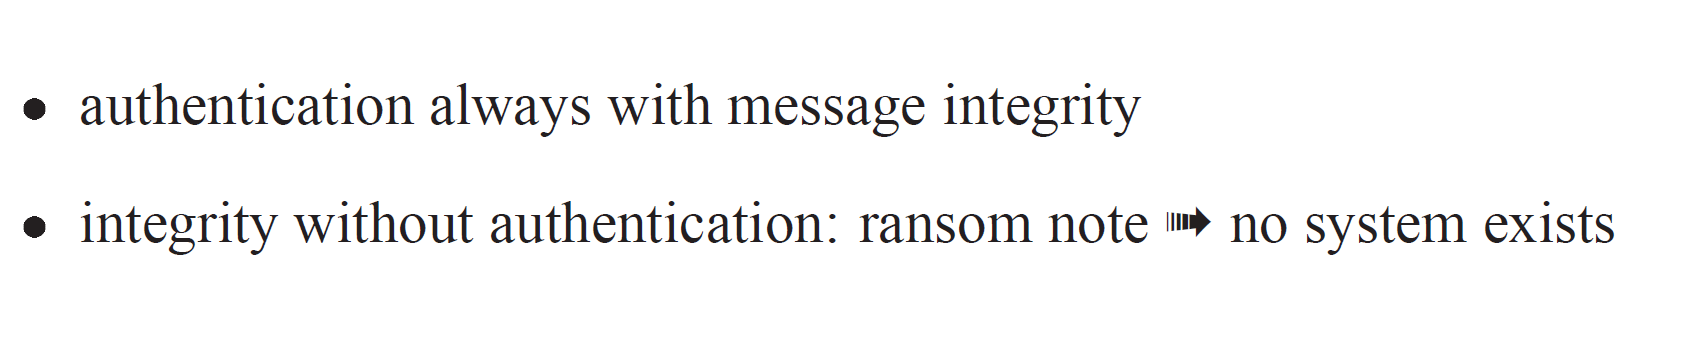 • authentication always with message integrity
• integrity without authentication: ransom note ➠ no system exists